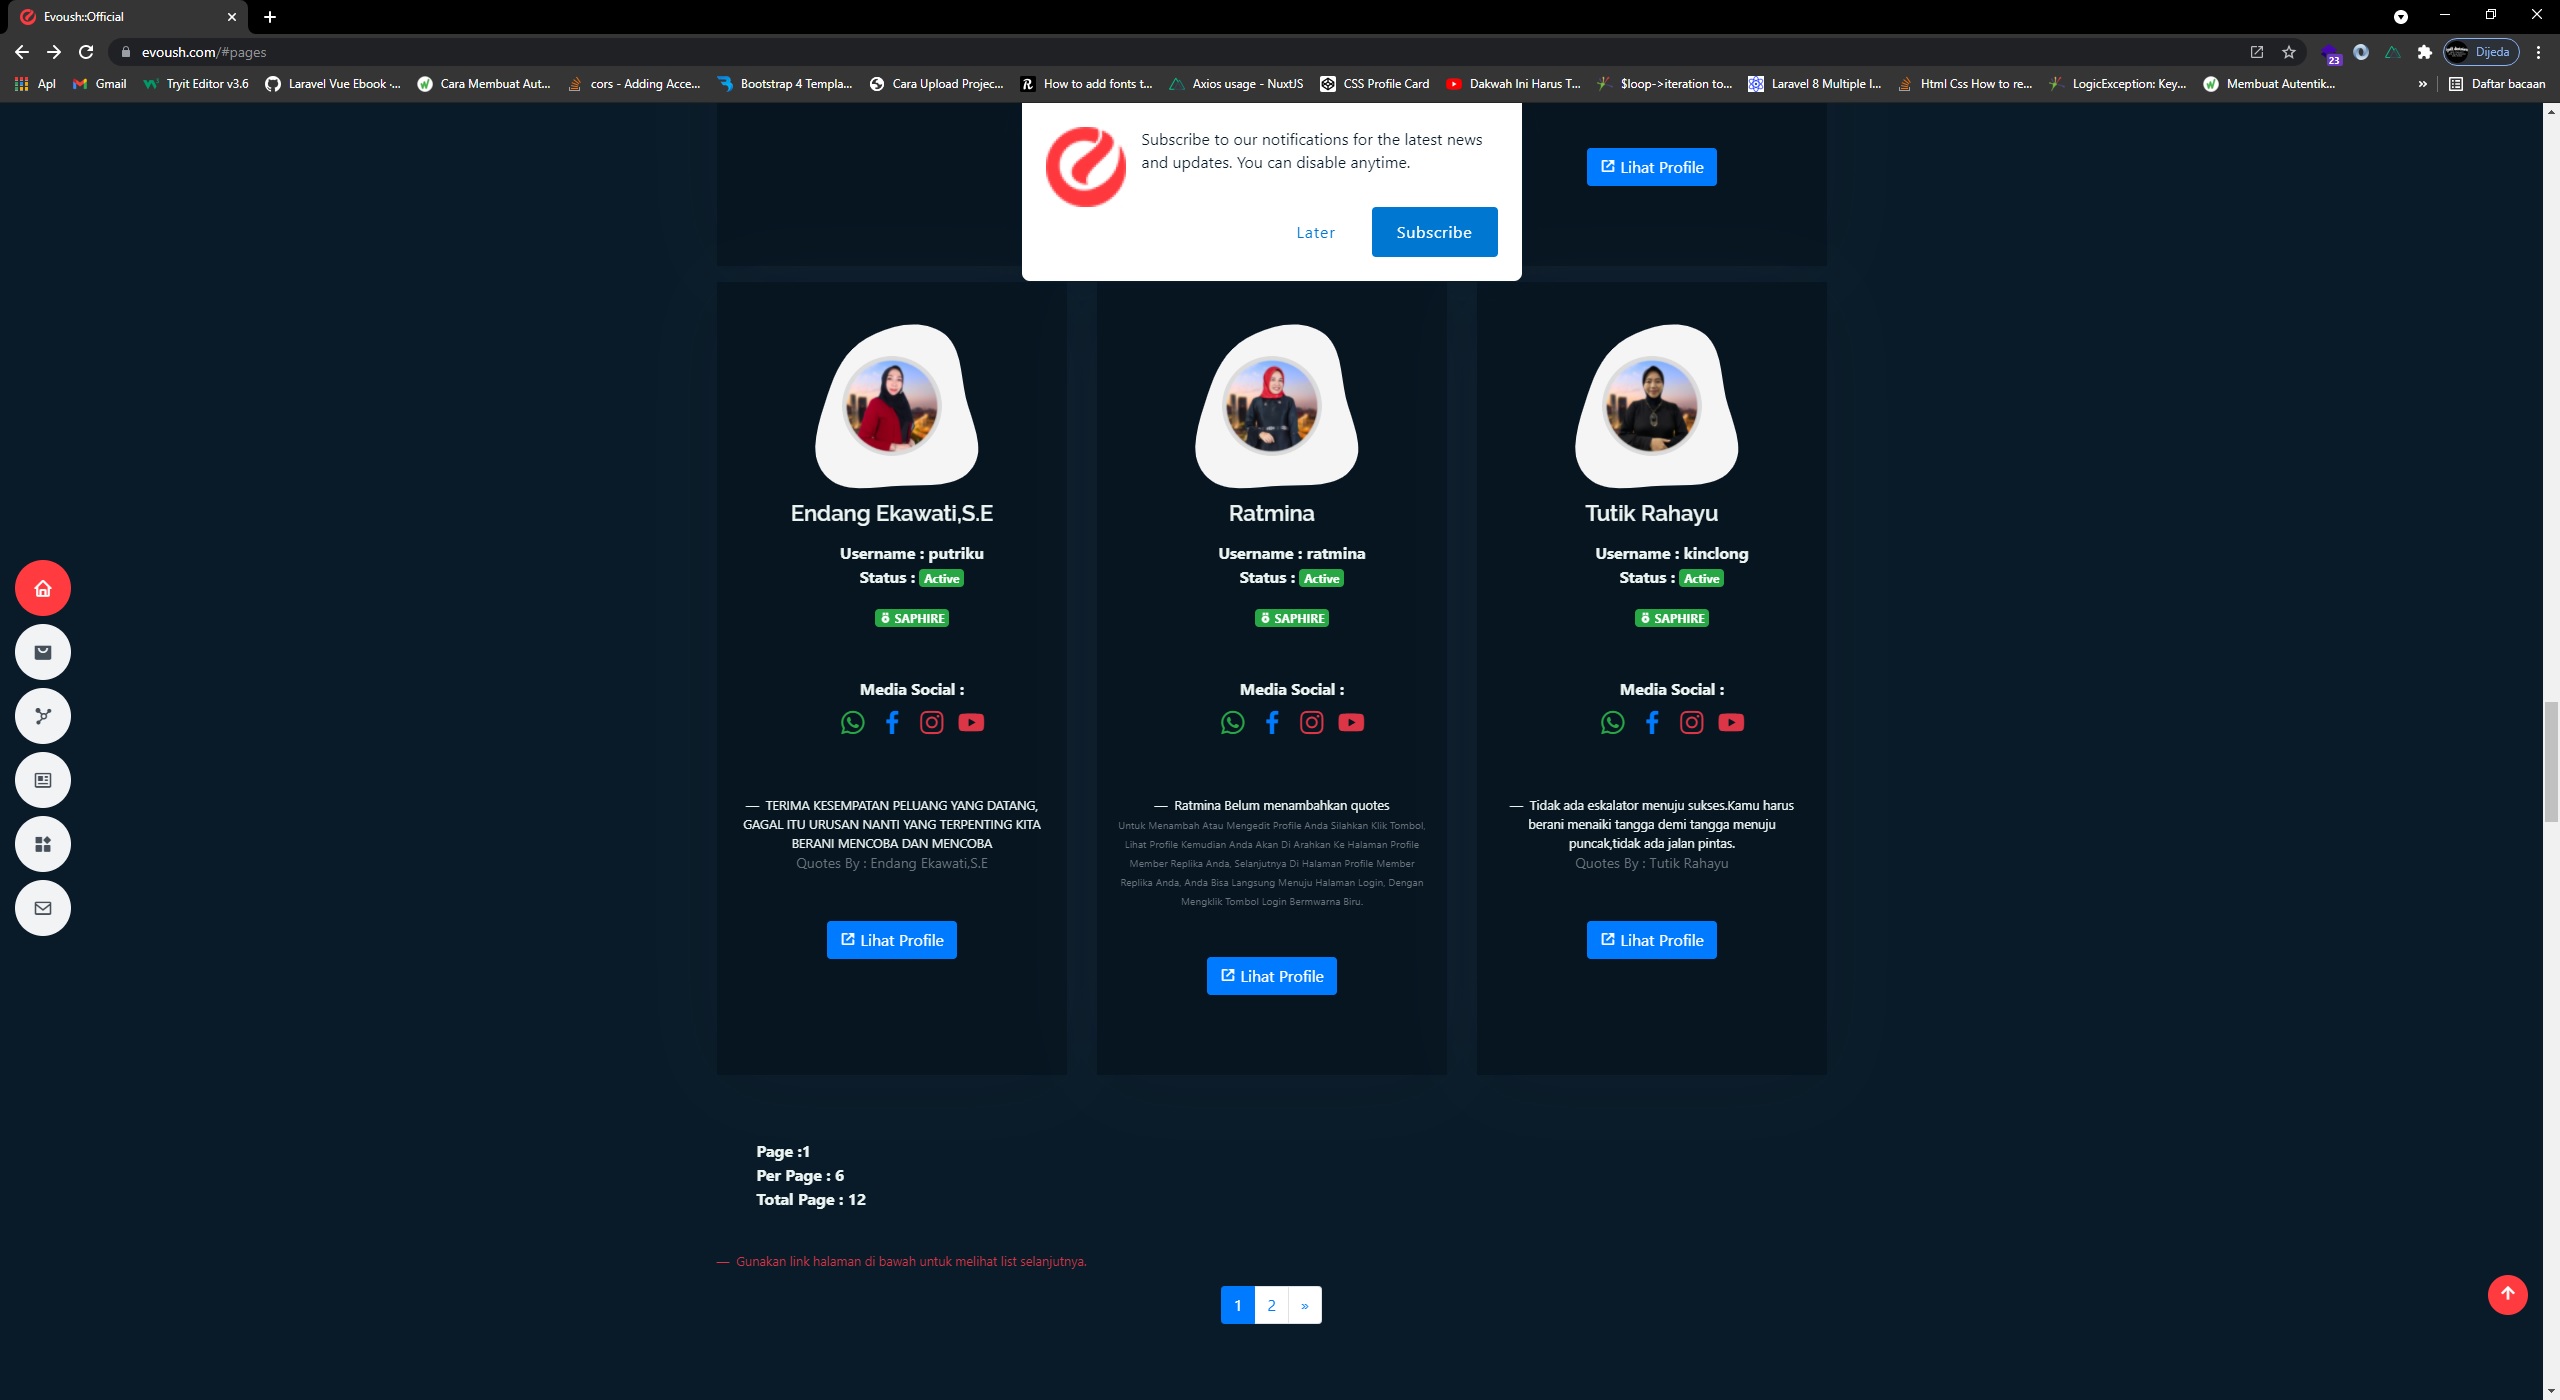 Evoush::Official
evoush.com/#pages
Dijeda
23
Apl
Gmail
Tryit Editor v3.6
Laravel Vue Ebook -...
Cara Membuat Aut...
cors - Adding Acce...
Bootstrap 4 Templa...
Cara Upload Projec...
How to add fonts t...
Axios usage - NuxtJS
CSS Profile Card
Dakwah Ini Harus T...
$loop->iteration to...
Laravel 8 Multiple I...
Html Css How to re...
LogicException: Key...
Membuat Autentik...
»
Daftar bacaan
Subscribe to our notifications for the latest news
and updates. You can disable anytime.
Later
Subscribe
Lihat Profile
Endang Ekawati,S.E
Username : putriku
Status : Active
SAPHIRE
Media Social :
— TERIMA KESEMPATAN PELUANG YANG DATANG,
GAGAL ITU URUSAN NANTI YANG TERPENTING KITA
BERANI MENCOBA DAN MENCOBA
Quotes By : Endang Ekawati,S.E
Lihat Profile
Ratmina
Username : ratmina
Status : Active
SAPHIRE
Media Social :
— Ratmina Belum menambahkan quotes
Untuk Menambah Atau Mengedit Profile Anda Silahkan Klik Tombol,
Lihat Profile Kemudian Anda Akan Di Arahkan Ke Halaman Profile
Member Replika Anda, Selanjutnya Di Halaman Profile Member
Replika Anda, Anda Bisa Langsung Menuju Halaman Login, Dengan
Mengklik Tombol Login Bermwarna Biru.
Lihat Profile
Tutik Rahayu
Username : kinclong
Status : Active
SAPHIRE
Media Social :
— Tidak ada eskalator menuju sukses.Kamu harus
berani menaiki tangga demi tangga menuju
puncak,tidak ada jalan pintas.
Quotes By : Tutik Rahayu
Lihat Profile
Page :1
Per Page : 6
Total Page : 12
— Gunakan link halaman di bawah untuk melihat list selanjutnya.
1 2 »